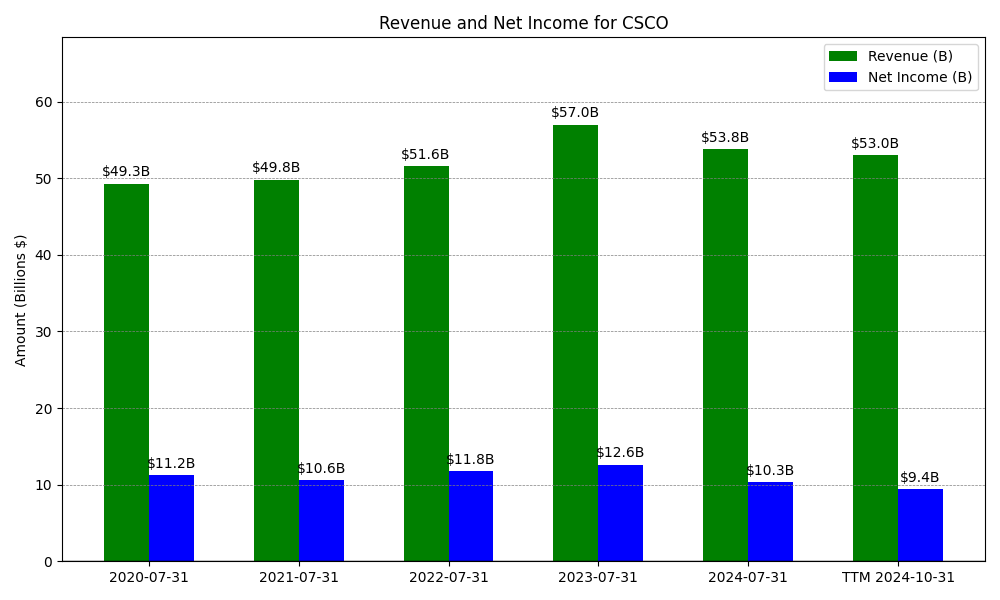 Revenue and Net Income for CSCO
Revenue (B)
Net Income (B)
Amount (Billions $)
60
50
40
30
20
10
0
$49.3B
$49.8B
$51.6B
$57.0B
$53.8B
$53.0B
$11.2B
$10.6B
$11.8B
$12.6B
$10.3B
$9.4B
2020-07-31
2021-07-31
2022-07-31
2023-07-31
2024-07-31
TTM 2024-10-31